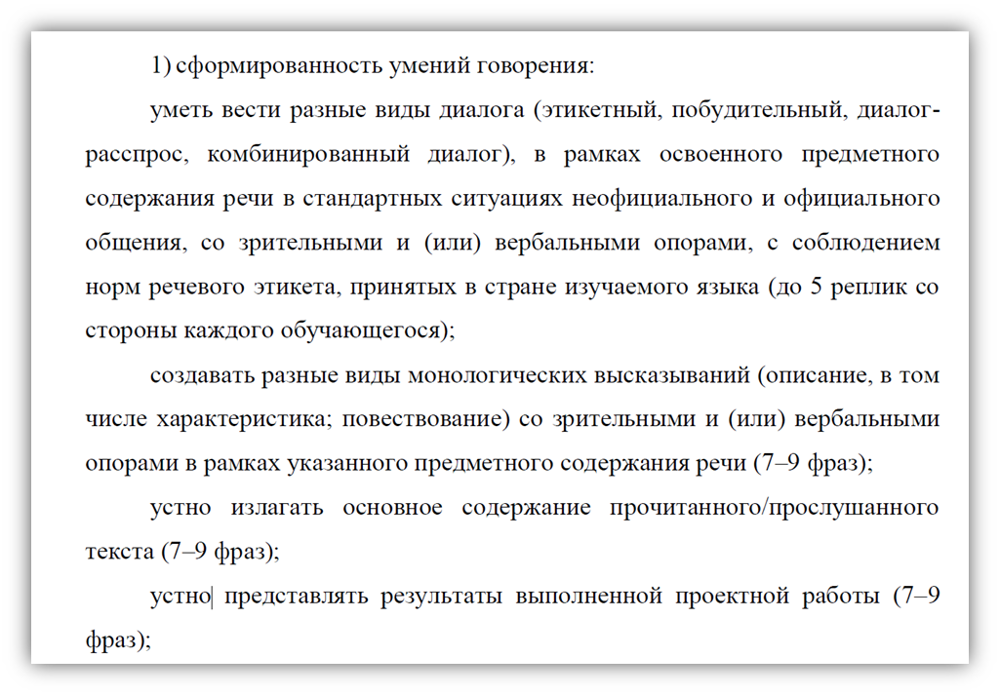 1) сформированность умений говорения:
уметь вести разные виды диалога (этикетный, побудительный, диалог-
расспрос, комбинированный диалог), в рамках освоенного предметного
содержания речи в стандартных ситуациях неофициального и официального
общения, со зрительными и (или) вербальными опорами, с соблюдением
норм речевого этикета, принятых в стране изучаемого языка (до 5 реплик со
стороны каждого обучающегося);
создавать разные виды монологических высказываний (описание, в том
числе характеристика; повествование) со зрительными и (или) вербальными
опорами в рамках указанного предметного содержания речи (7–9 фраз);
устно излагать основное содержание прочитанного/прослушанного
текста (7–9 фраз);
устно представлять результаты выполненной проектной работы (7–9
фраз);